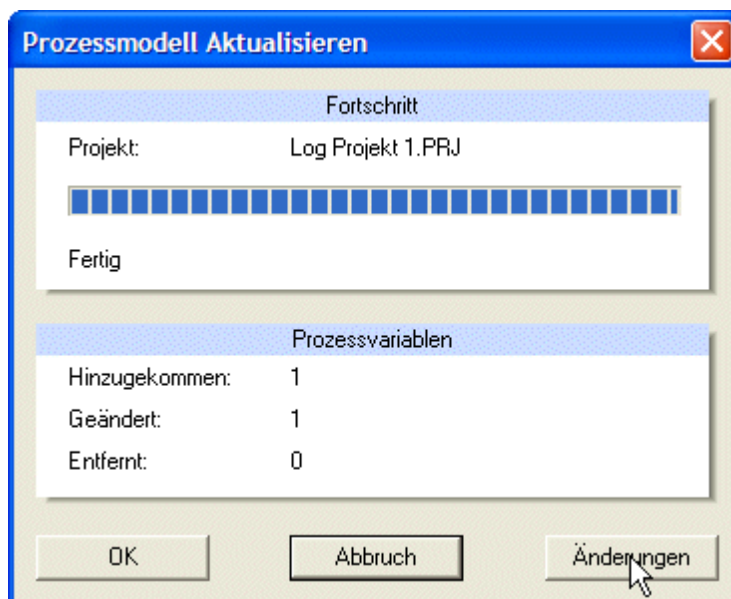 Prozessmodell Aktualisieren
Fortschritt
Projekt: Log Projekt 1.PRJ
Fertig
Prozessvariablen
Hinzugekommen: 1
Geändert: 1
Entfernt: 0
OK Abbruch Änderungen